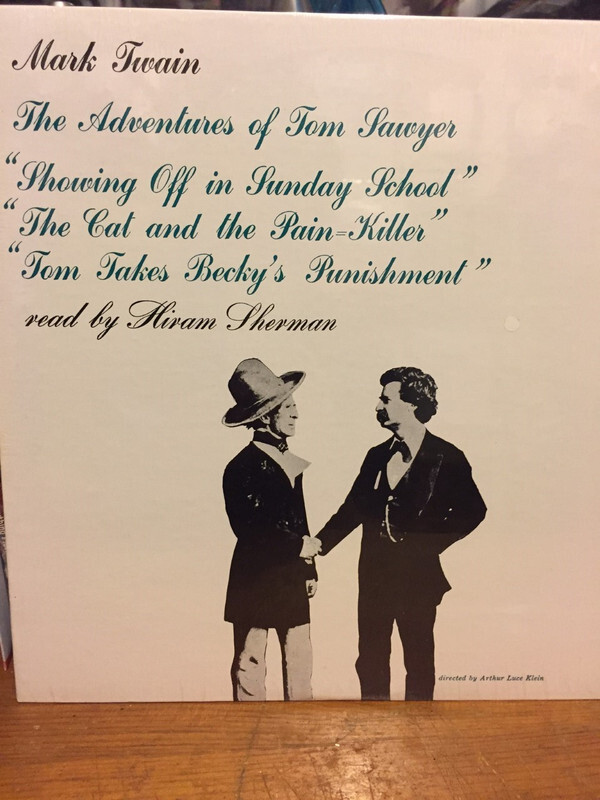 Mark Twain
The Adventures of Tom Sawyer
“Showing Off in Sunday School”
“The Cat and the Pain=Killer”
“Tom Takes Becky's Punishment”
read by Hiram Sherman
directed by Arthur Luce Klein